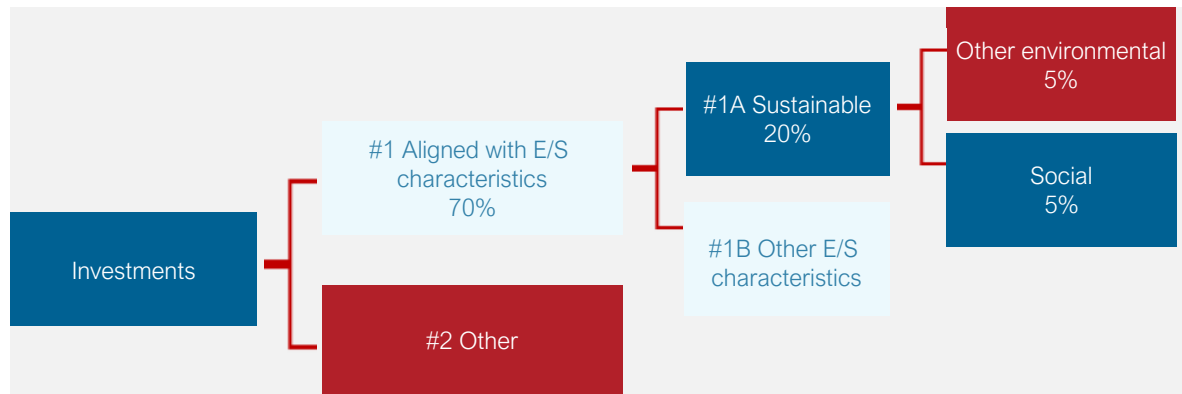 Investments
#1 Aligned with E/S
characteristics
70%
#2 Other
#1A Sustainable
20%
#1B Other E/S
characteristics
Other environmental
5%
Social
5%